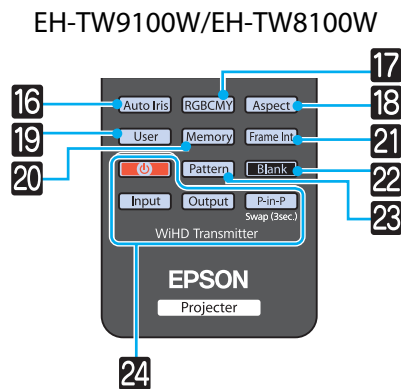 EH-TW9100W/EH-TW8100W
17
16 Auto Iris RGBCMY Aspect 18
19 User Memory Frame Int 21
20 Pattern Blank 22
23
Input Output P-in-P
Swap (3sec.)
WiHD Transmitter
EPSON
Projecter
24